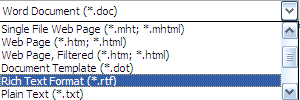 Word Document (*.doc)
Single File Web Page (*.mht; *.mhtml)
Web Page (*.htm; *.html)
Web Page, Filtered (*.htm; *.html)
Document Template (*.dot)
Rich Text Format (*.rtf)
Plain Text (*.txt)